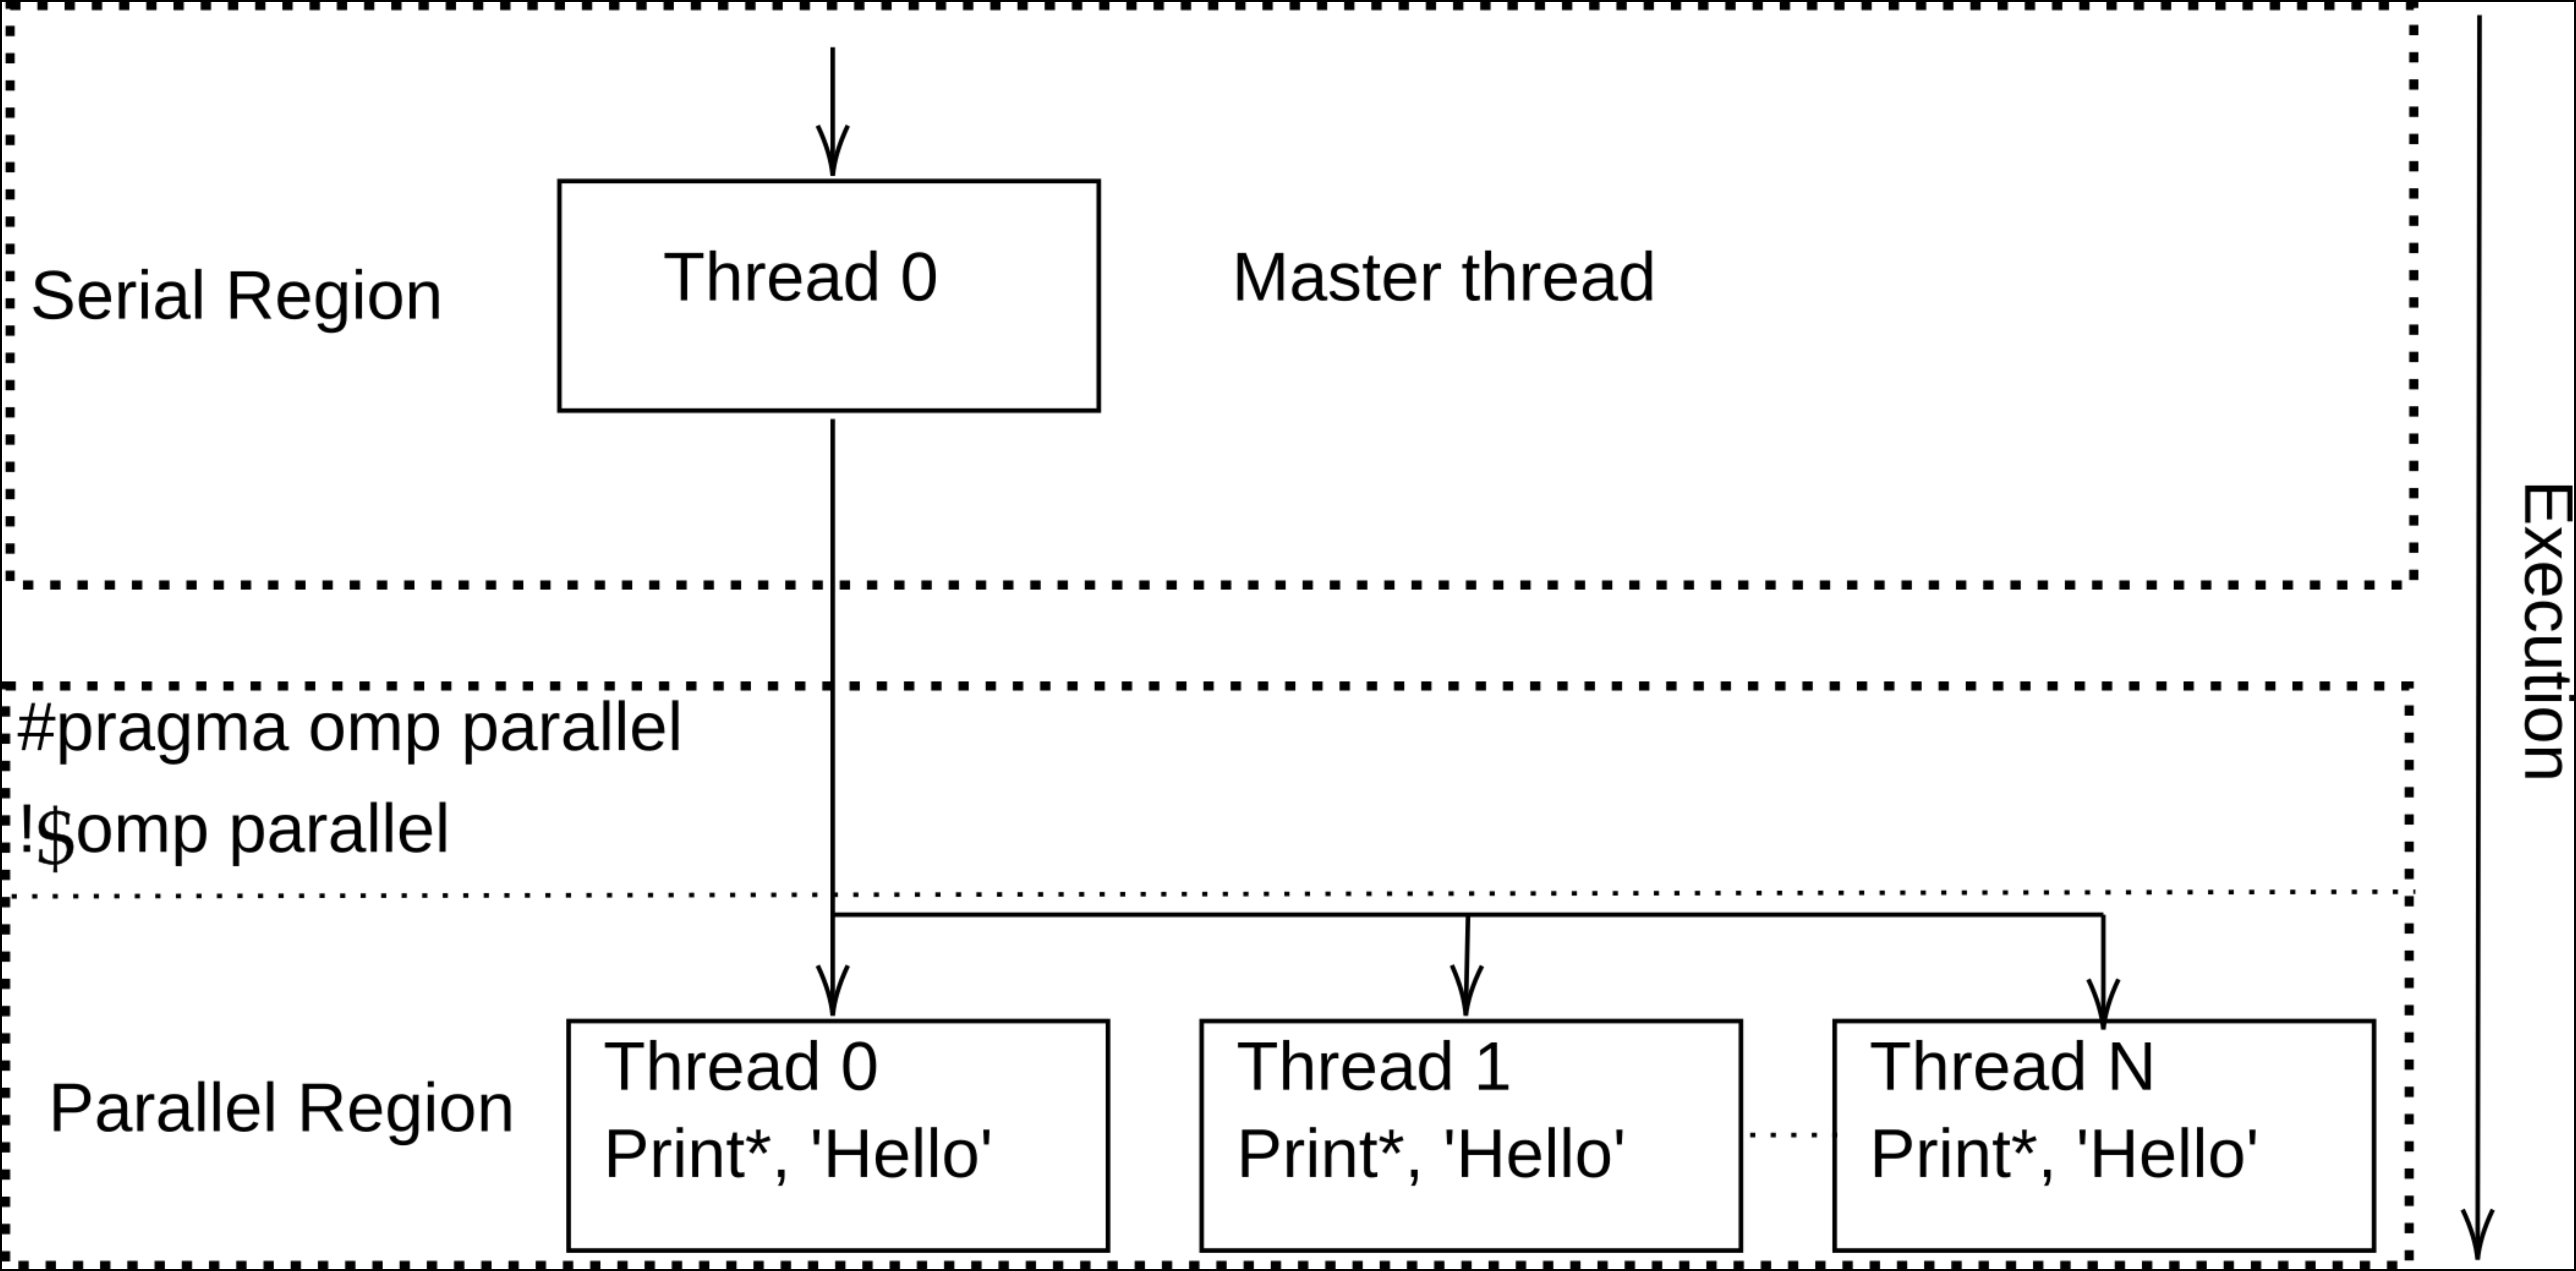 Thread 0
Master thread
Serial Region
Execution
#pragma omp parallel
!$omp parallel
Parallel Region
Thread 0
Print*, 'Hello'
Thread 1
Print*, 'Hello'
Thread N
Print*, 'Hello'